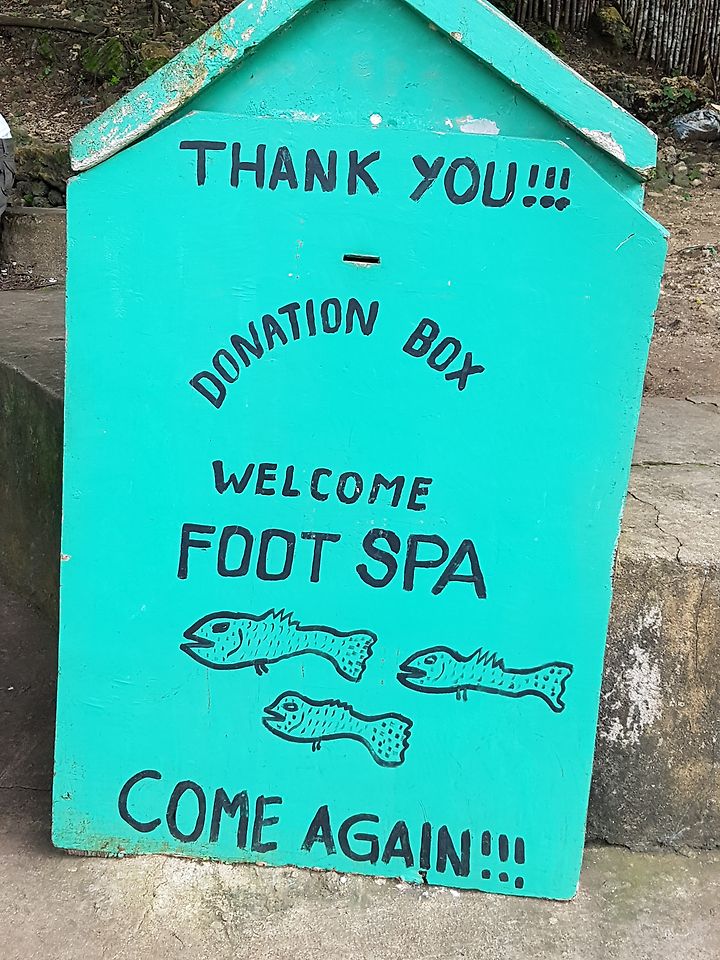 THANK YOU!!!
DONATION BOX
WELCOME
FOOT SPA
COME AGAIN!!!